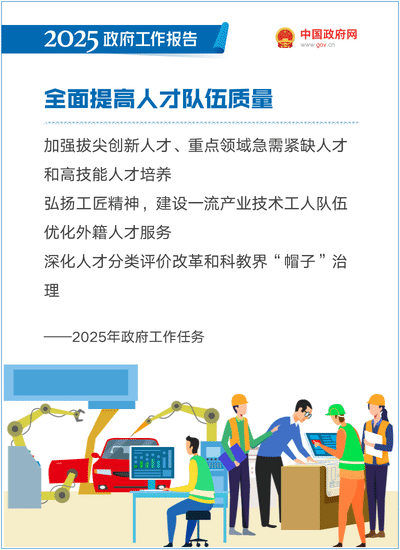 2025政府工作报告
中国政府网
www.gov.cn
全面提高人才队伍质量
加强拔尖创新人才、重点领域急需紧缺人才
和高技能人才培养
弘扬工匠精神，建设一流产业技术工人队伍
优化外籍人才服务
深化人才分类评价改革和科教界“帽子”治
理
——2025年政府工作任务